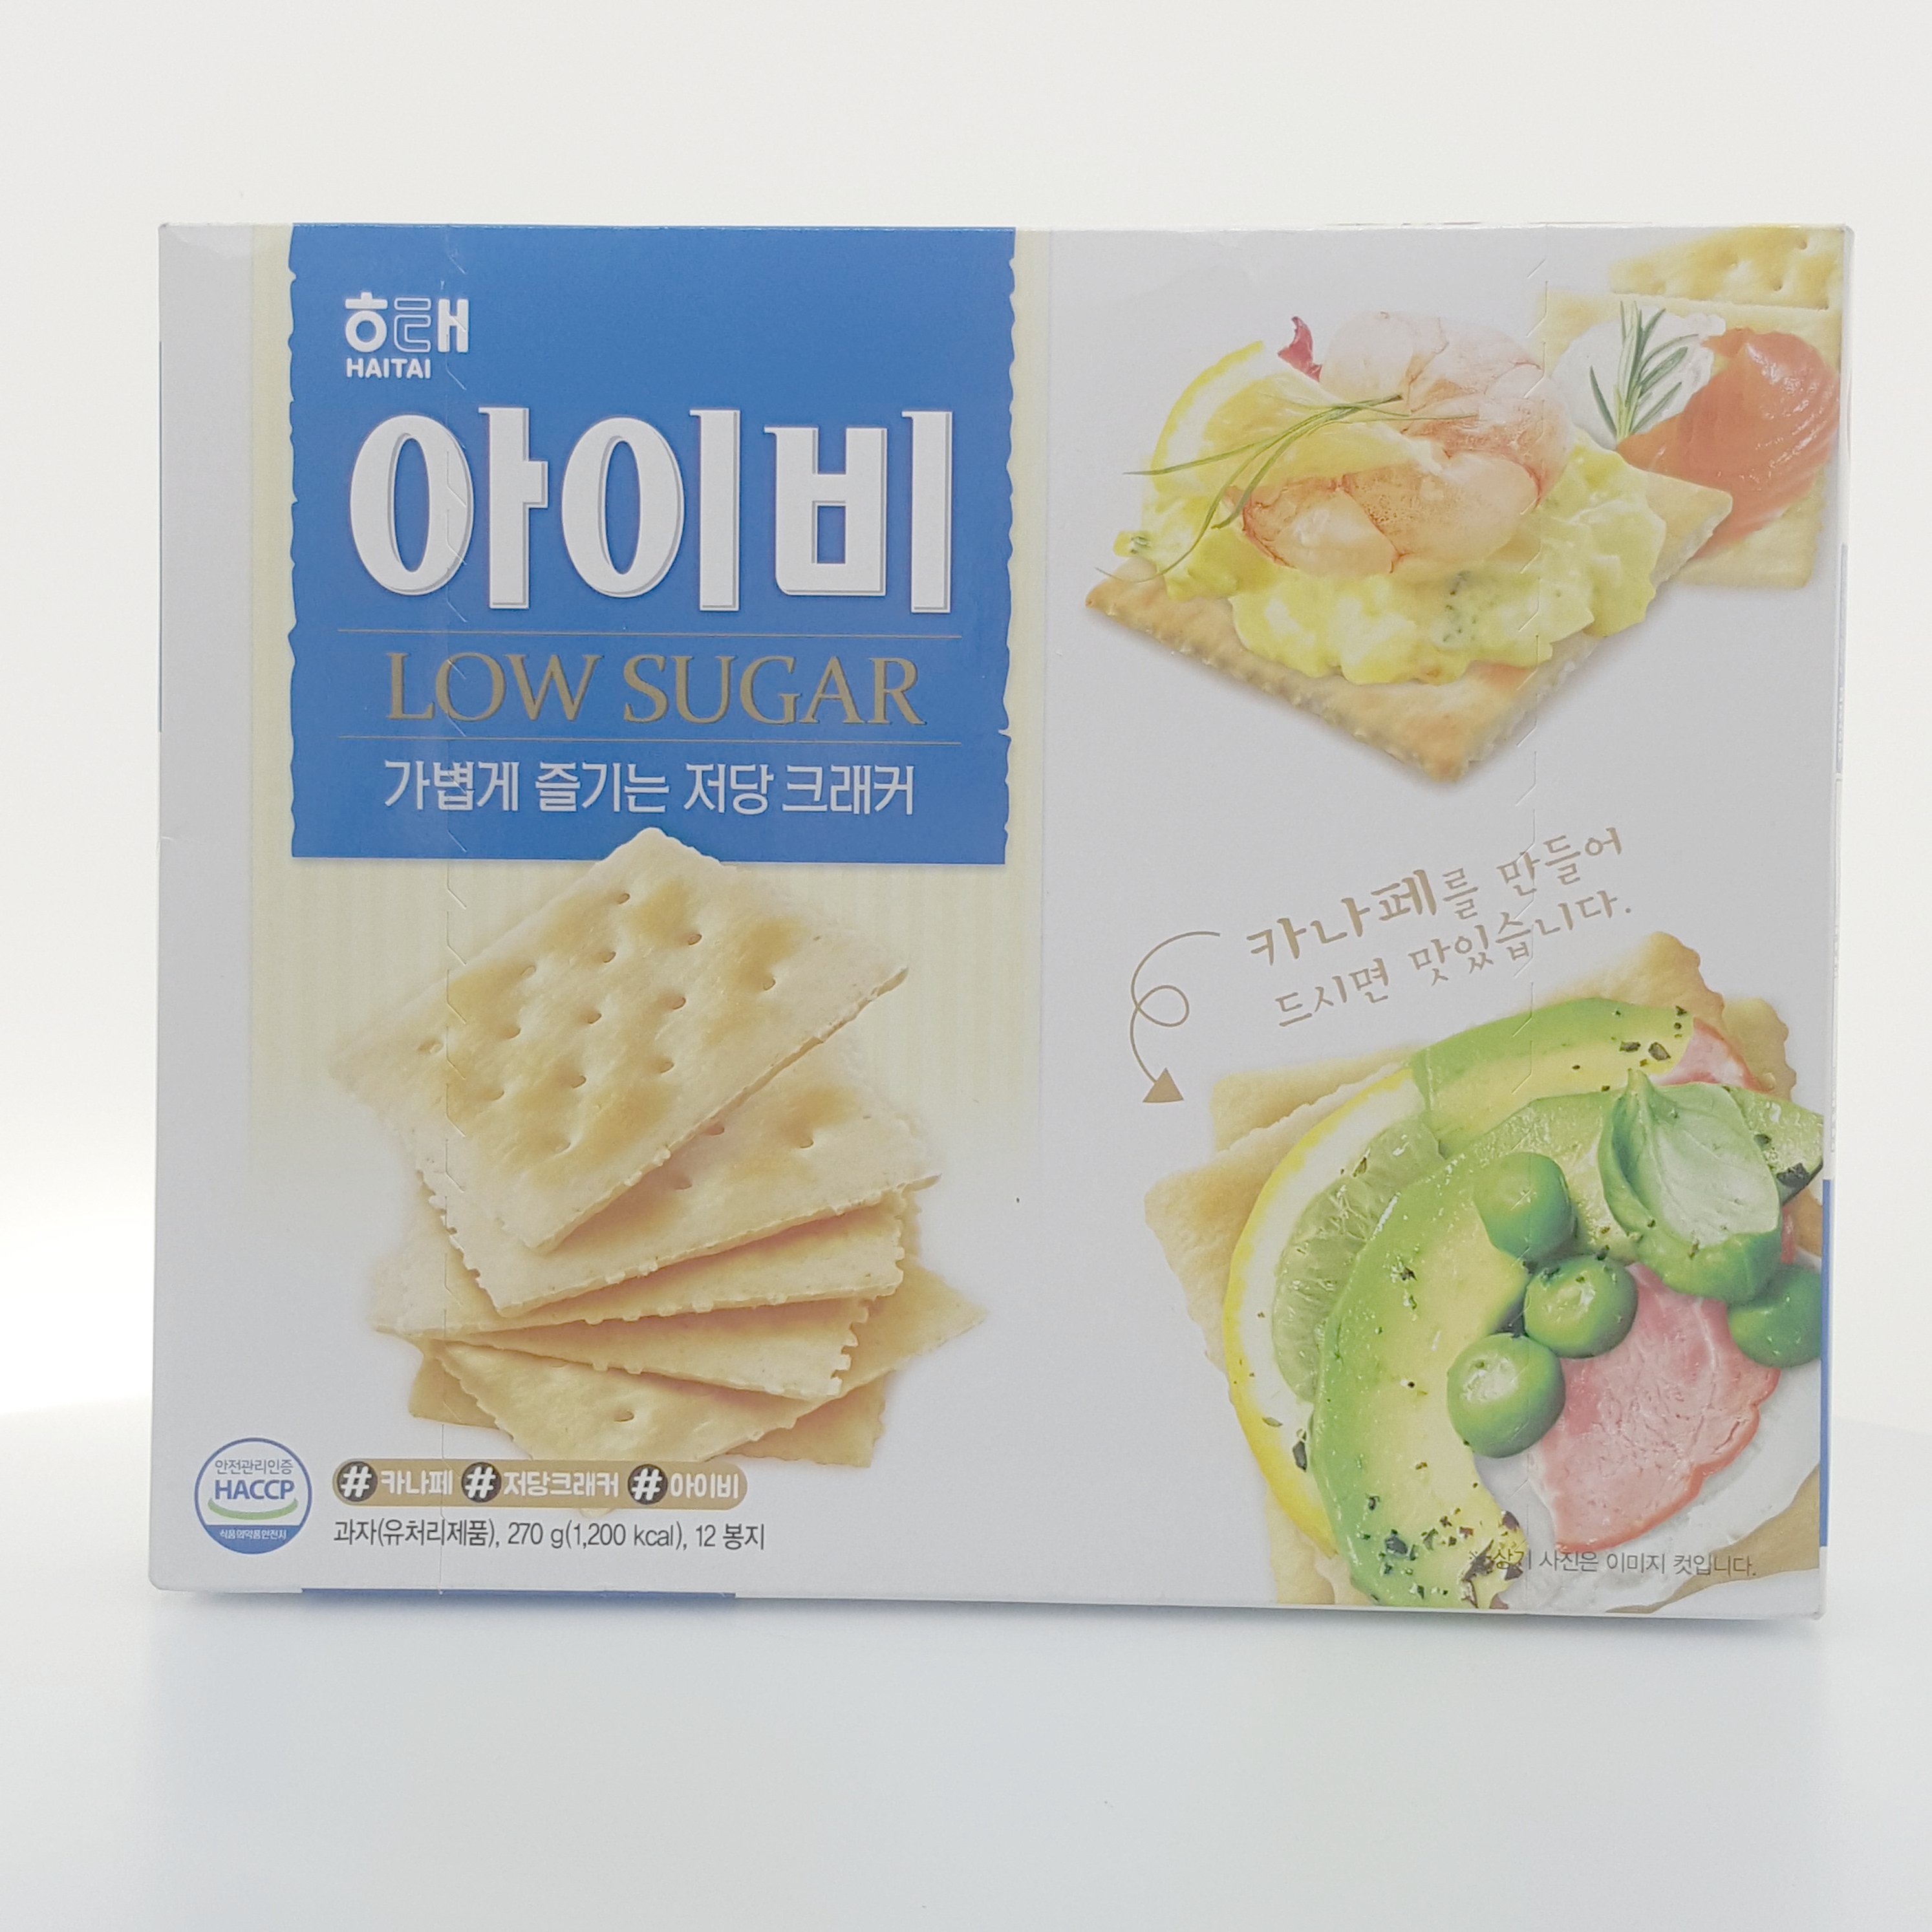 해태
HAITAI
아이비
LOW SUGAR
가볍게 즐기는 저당 크래커
카나페를 만들어
드시면 맛있습니다.
안전관리인증
HACCP
식품의약품안전처
# 카나페 # 저당크래커 # 아이비
과자(유처리제품), 270 g(1,200 kcal), 12 봉지
※ 상기 사진은 이미지 컷입니다.